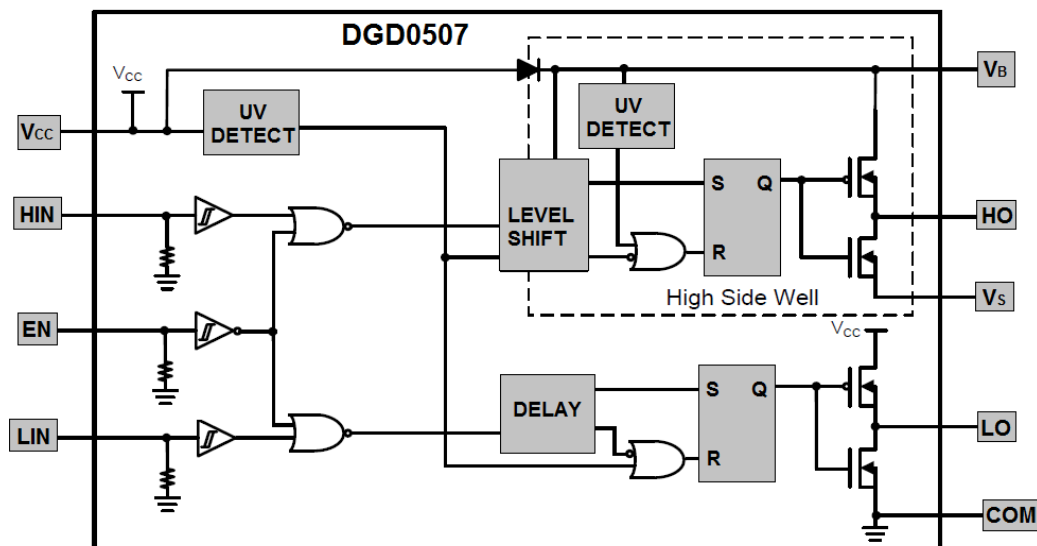 DGD0507
VCC
VB
UV
DETECT
UV
DETECT
VCC
S
Q
HIN
LEVEL
SHIFT
HO
R
High Side Well
VS
EN
VCC
DELAY
S
Q
LIN
LO
R
COM